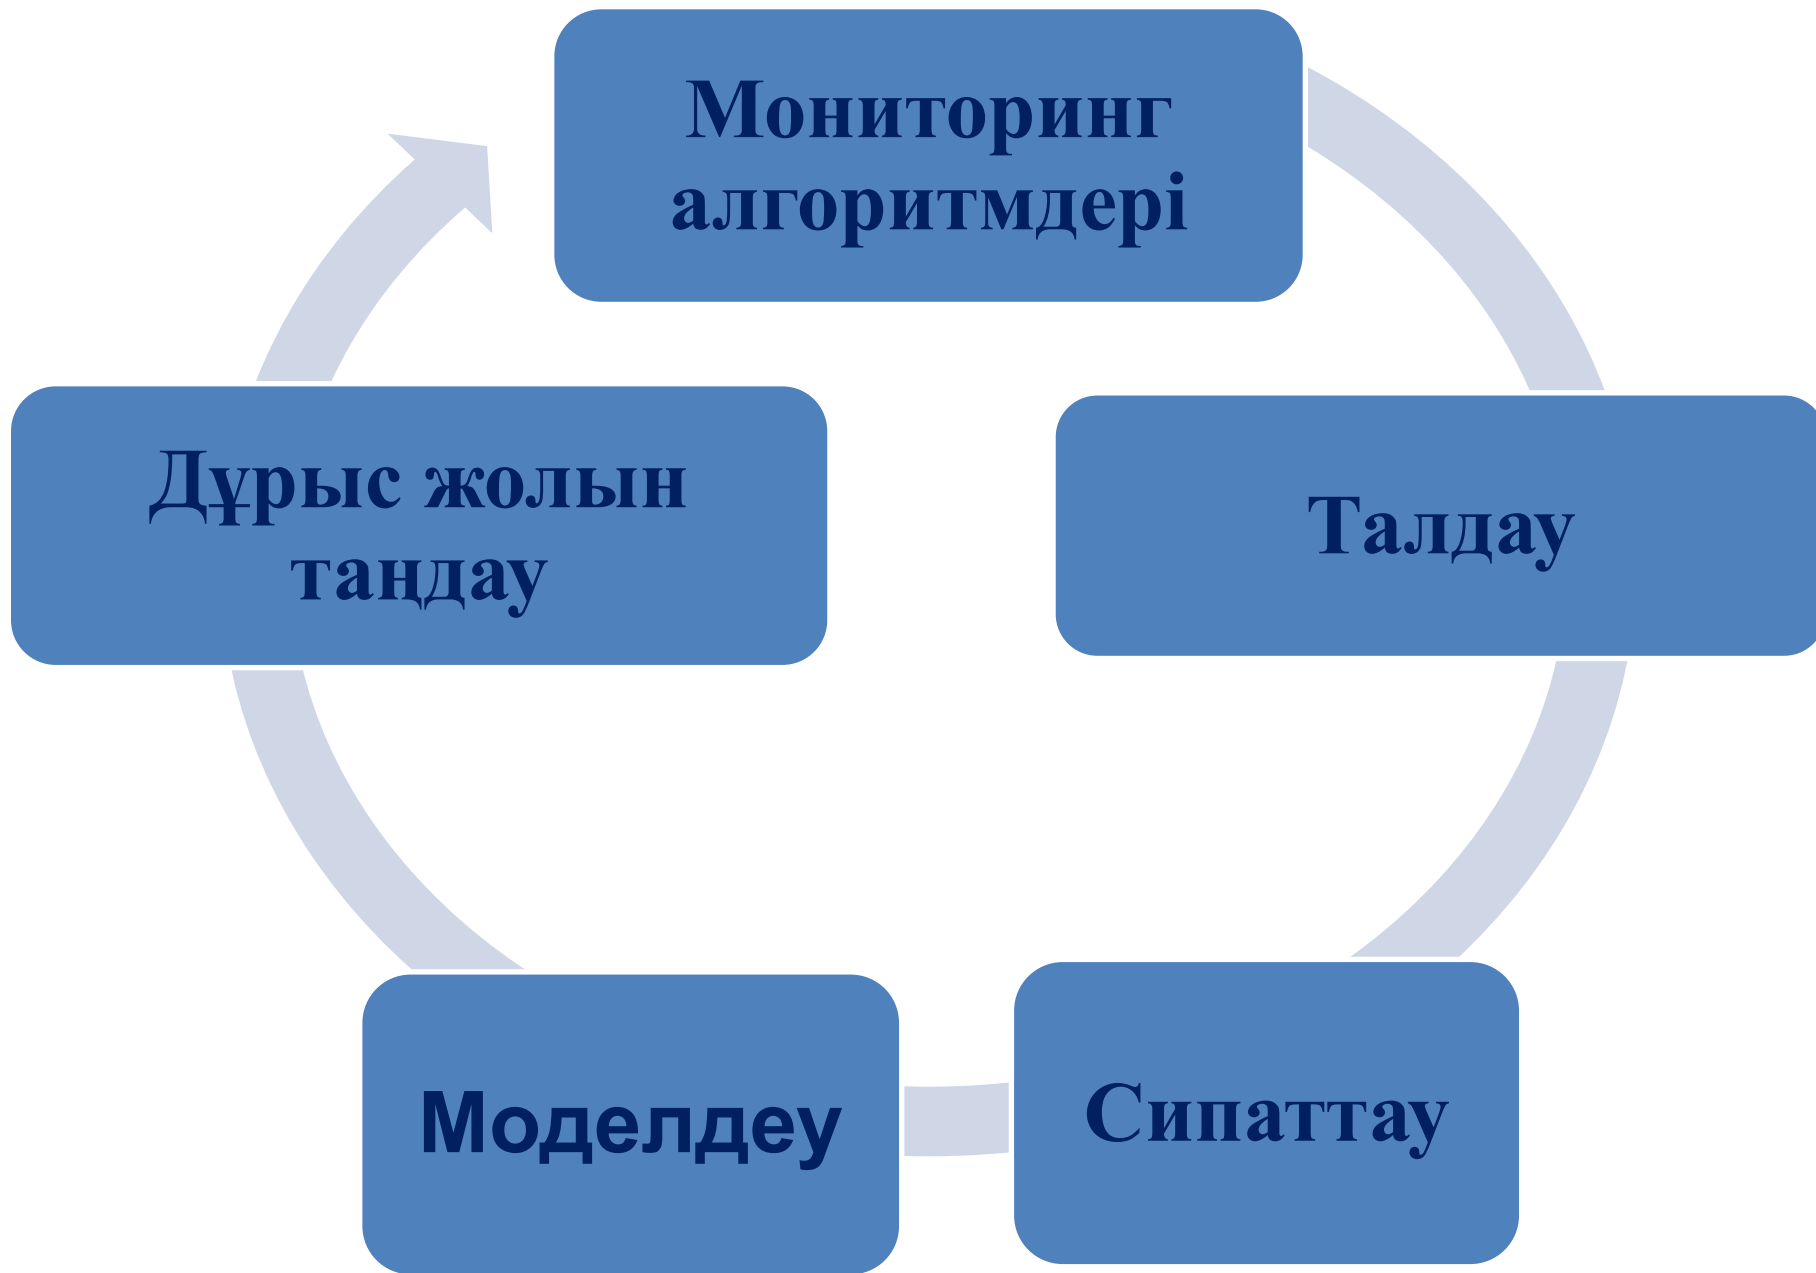 Мониторинг
алгоритмдері
Талдау
Сипаттау
Моделдеу
Дұрыс жолын
таңдау